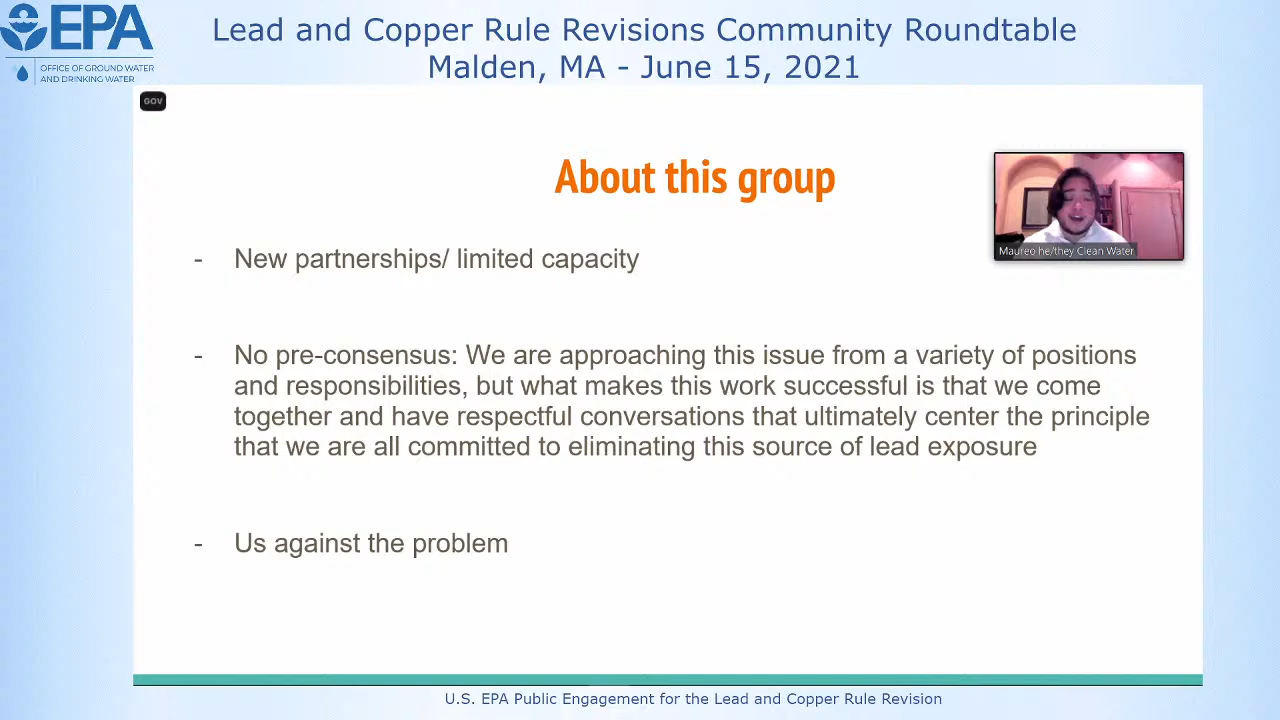 EPA
OFFICE OF GROUND WATER
AND DRINKING WATER
Lead and Copper Rule Revisions Community Roundtable
Malden, MA - June 15, 2021
GOV
About this group
Maureo he/they Clean Water
- New partnerships/ limited capacity
- No pre-consensus: We are approaching this issue from a variety of positions
and responsibilities, but what makes this work successful is that we come
together and have respectful conversations that ultimately center the principle
that we are all committed to eliminating this source of lead exposure
- Us against the problem
U.S. EPA Public Engagement for the Lead and Copper Rule Revision